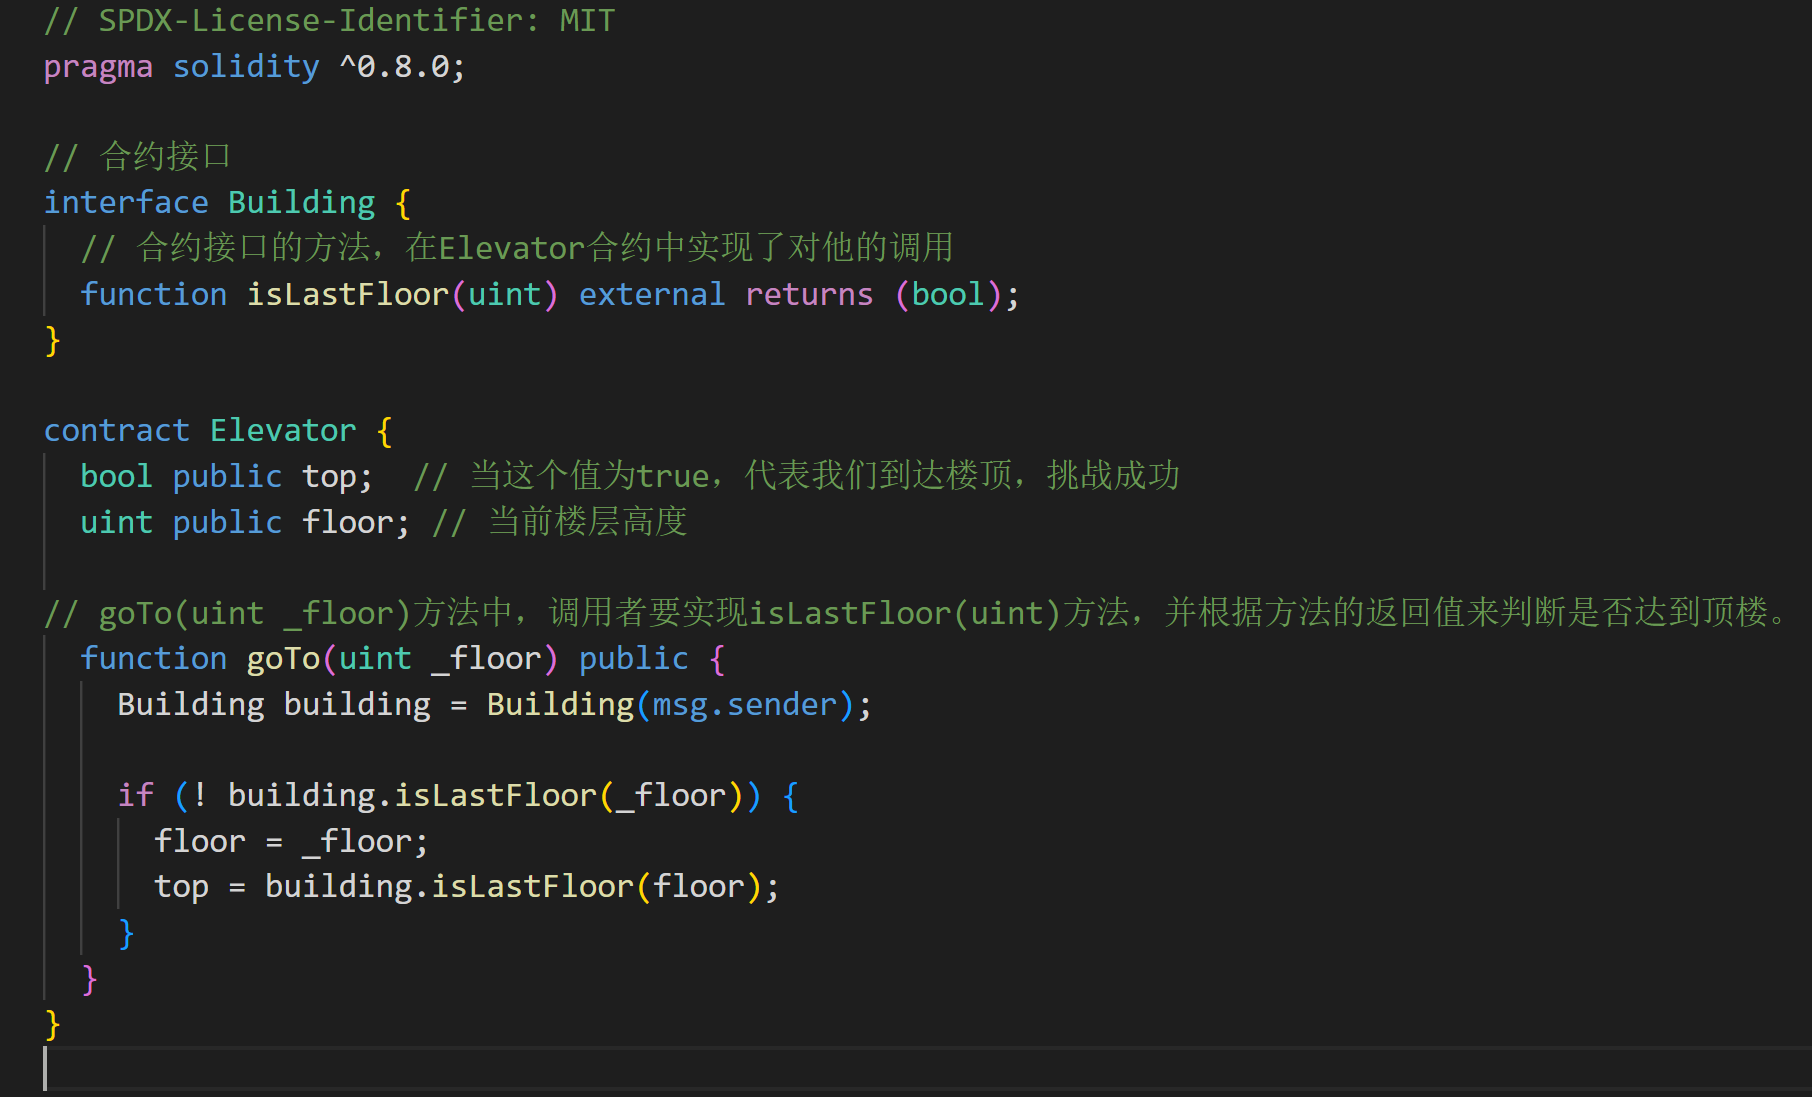 // SPDX-License-Identifier: MIT
pragma solidity ^0.8.0;
// 合约接口
interface Building {
// 合约接口的方法，在Elevator合约中实现了对他的调用
function isLastFloor(uint) external returns (bool);
}
contract Elevator {
bool public top;  // 当这个值为true，代表我们到达楼顶，挑战成功
uint public floor; // 当前楼层高度
// goTo(uint _floor)方法中，调用者要实现isLastFloor(uint)方法，并根据方法的返回值来判断是否达到顶楼。
function goTo(uint _floor) public {
Building building = Building(msg.sender);
if (! building.isLastFloor(_floor)) {
floor = _floor;
top = building.isLastFloor(floor);
}
}
}